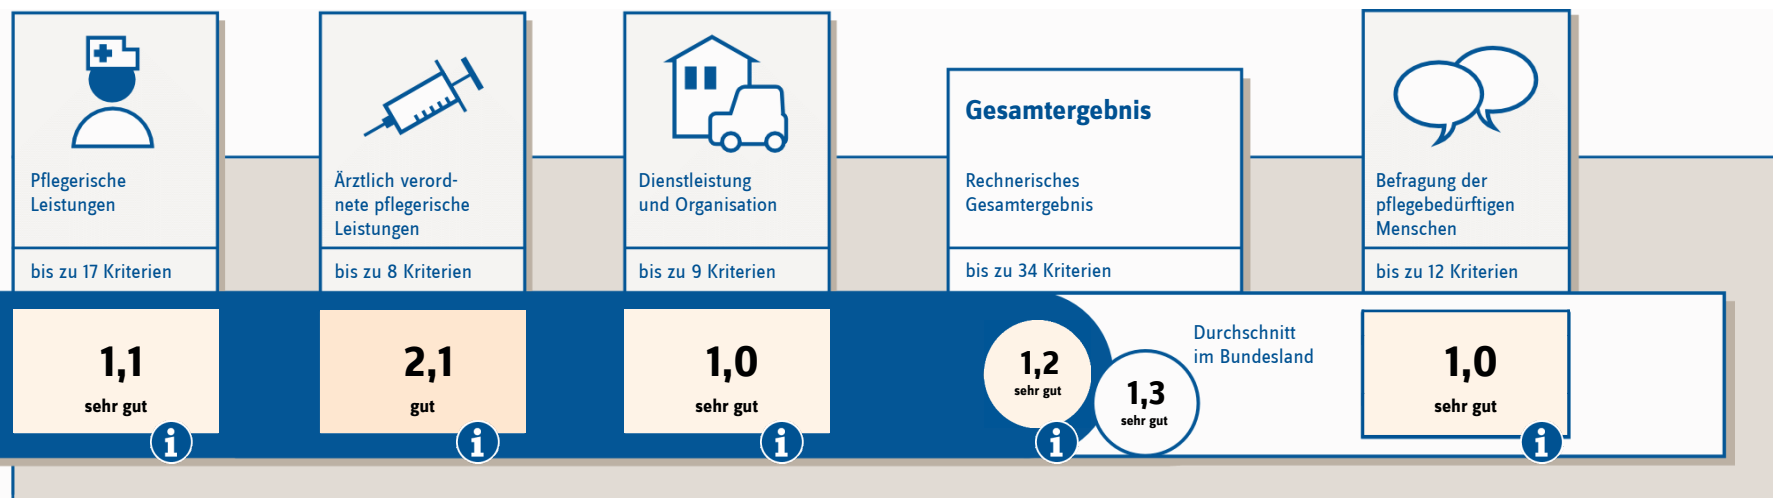 Pflegerische
Leistungen
bis zu 17 Kriterien
1,1
sehr gut
i
Ärztlich verord-
nete pflegerische
Leistungen
bis zu 8 Kriterien
2,1
gut
i
Dienstleistung
und Organisation
bis zu 9 Kriterien
1,0
sehr gut
i
Gesamtergebnis
Rechnerisches
Gesamtergebnis
bis zu 34 Kriterien
1,2
sehr gut
i
1,3
sehr gut
Durchschnitt
im Bundesland
Befragung der
pflegebedürftigen
Menschen
bis zu 12 Kriterien
1,0
sehr gut
i